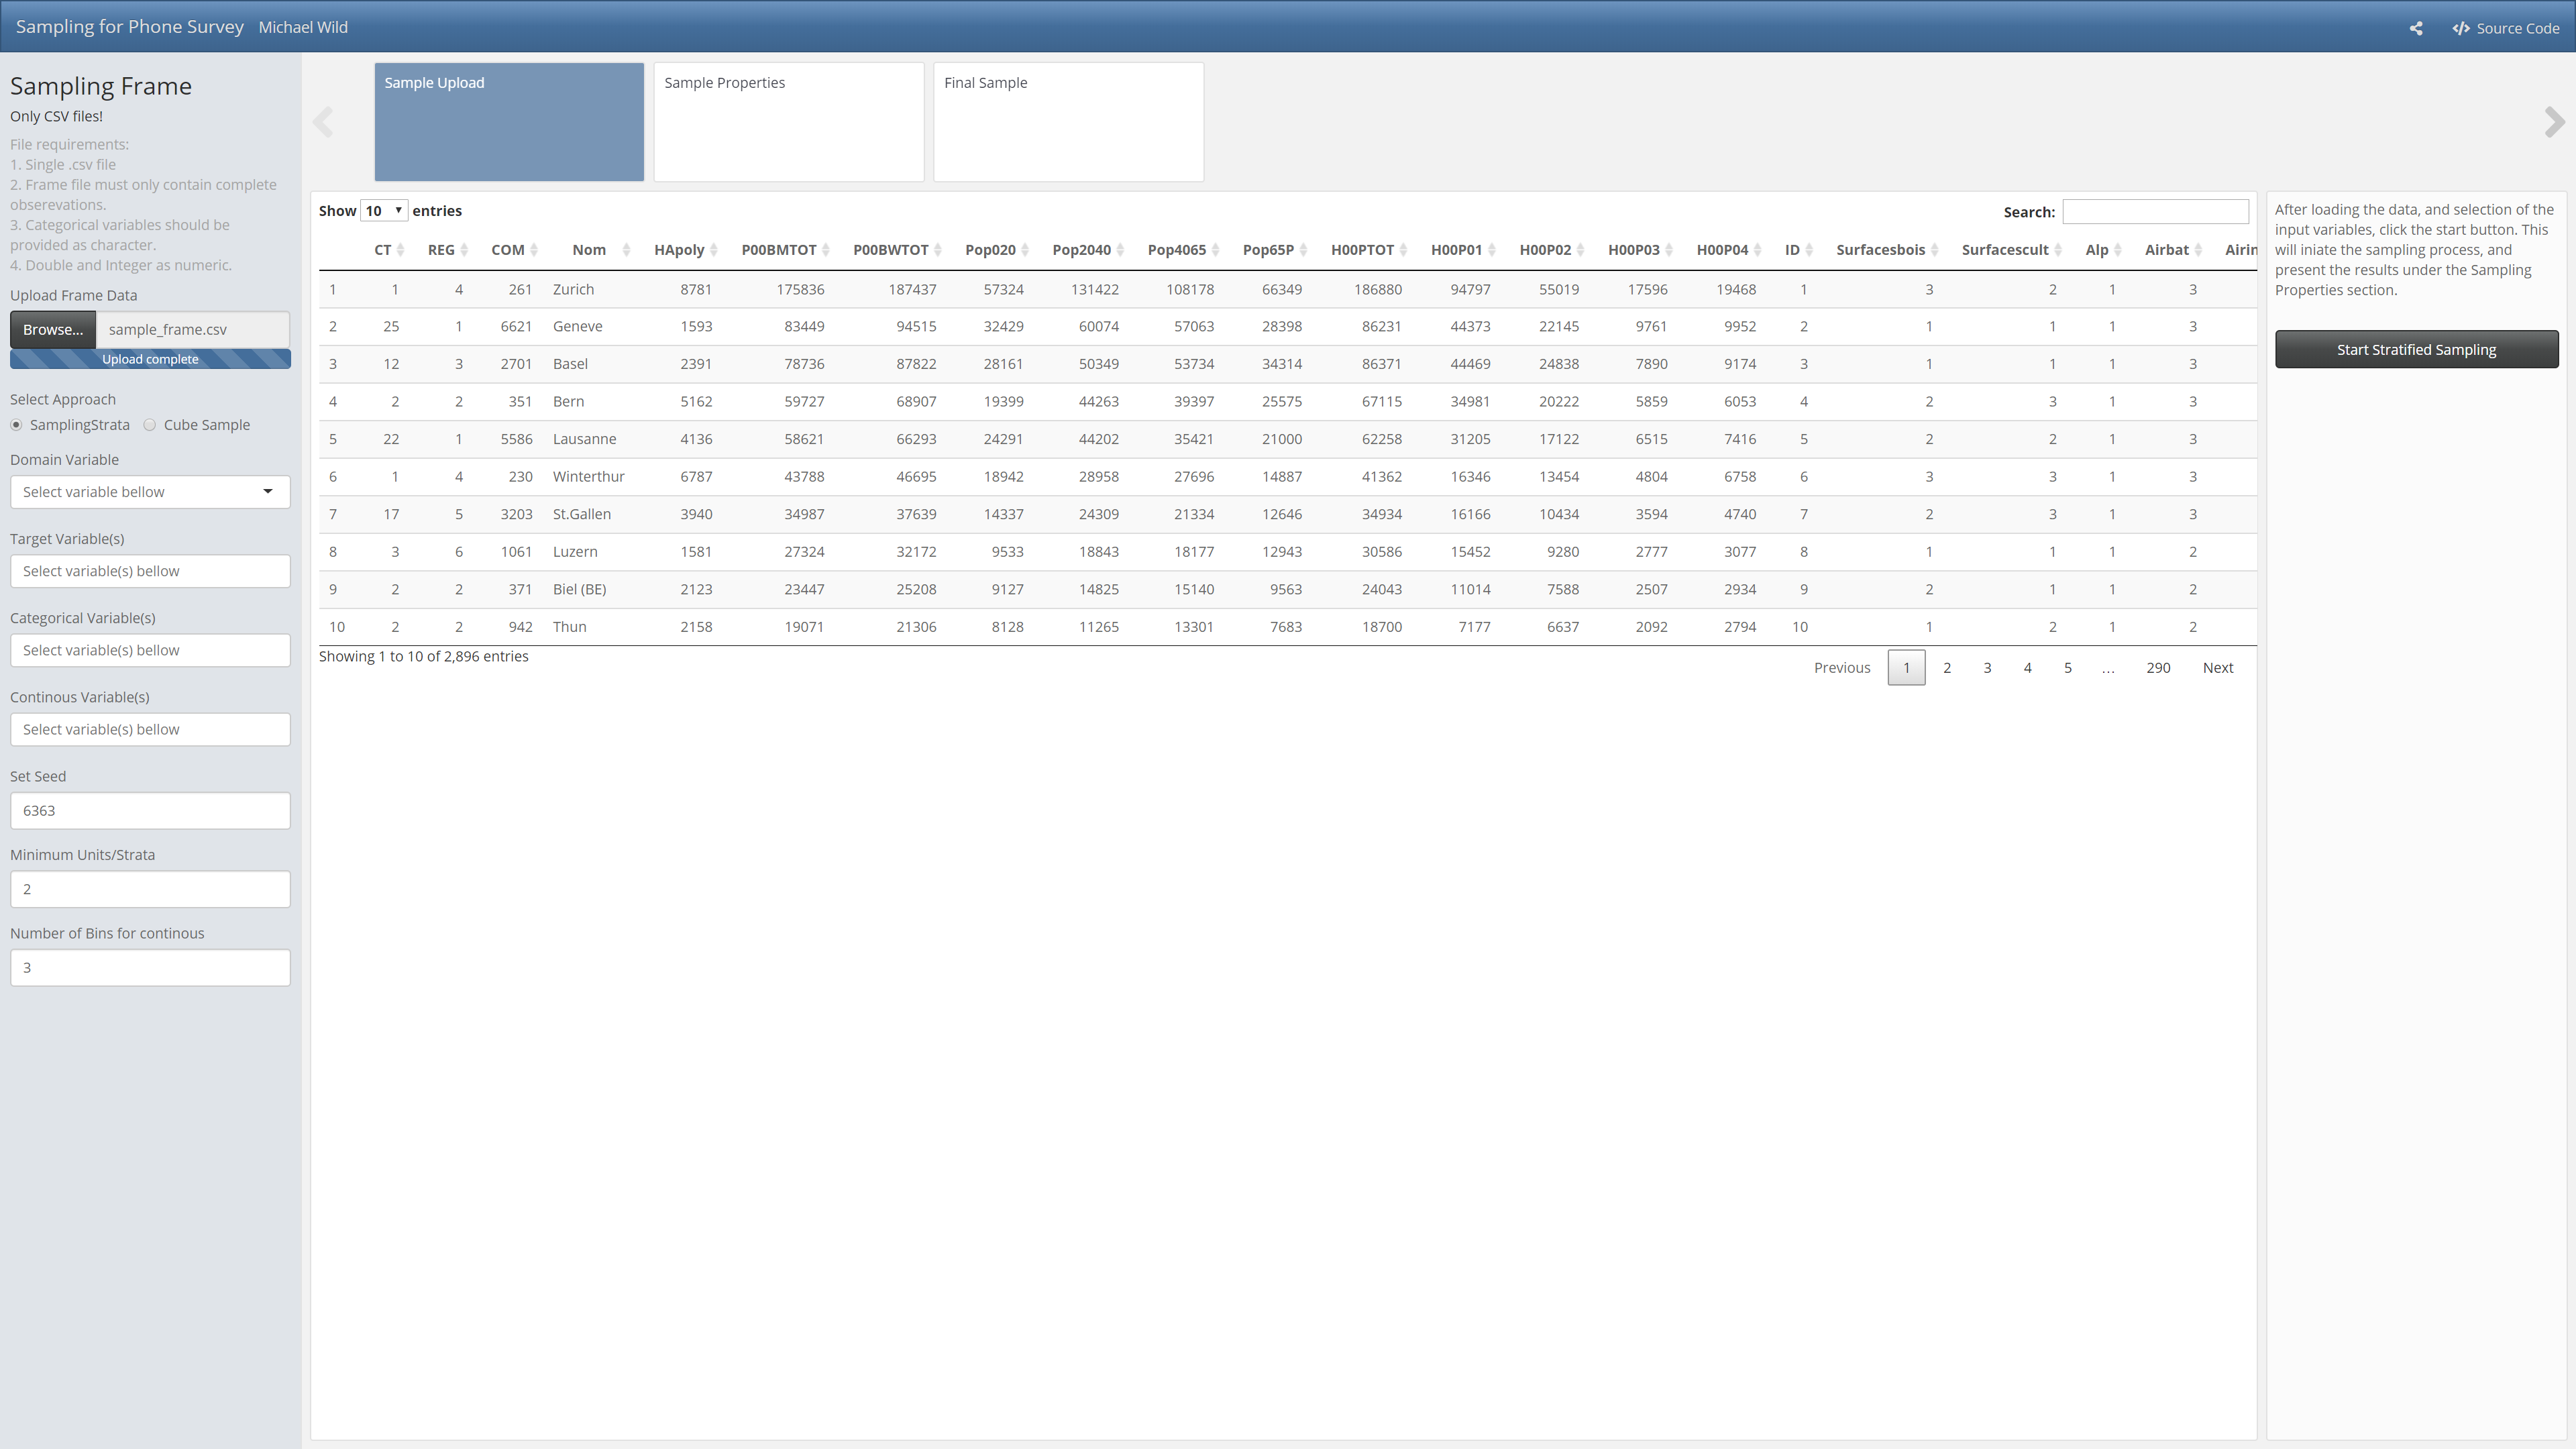 Sampling for Phone Survey Michael Wild Source Code
Sampling Frame
Only CSV files!
File requirements:
1. Single .csv file
2. Frame file must only contain complete
obserevations.
3. Categorical variables should be
provided as character.
4. Double and Integer as numeric.
Upload Frame Data
Browse... sample_frame.csv
Upload complete
Select Approach
SamplingStrata Cube Sample
Domain Variable
Select variable bellow
Target Variable(s)
Select variable(s) bellow
Categorical Variable(s)
Select variable(s) bellow
Continous Variable(s)
Select variable(s) bellow
Set Seed
6363
Minimum Units/Strata
2
Number of Bins for continous
3
Sample Upload Sample Properties Final Sample
Show 10 entries Search:
CT REG COM Nom HApoly P00BMTOT P00BWTOT Pop020 Pop2040 Pop4065 Pop65P H00PTOT H00P01 H00P02 H00P03 H00P04 ID Surfacesbois Surfacescult Alp Airbat Airin
1 1 4 261 Zurich 8781 175836 187437 57324 131422 108178 66349 186880 94797 55019 17596 19468 1 3 2 1 3
2 25 1 6621 Geneve 1593 83449 94515 32429 60074 57063 28398 86231 44373 22145 9761 9952 2 1 1 1 3
3 12 3 2701 Basel 2391 78736 87822 28161 50349 53734 34314 86371 44469 24838 7890 9174 3 1 1 1 3
4 2 2 351 Bern 5162 59727 68907 19399 44263 39397 25575 67115 34981 20222 5859 6053 4 2 3 1 3
5 22 1 5586 Lausanne 4136 58621 66293 24291 44202 35421 21000 62258 31205 17122 6515 7416 5 2 2 1 3
6 1 4 230 Winterthur 6787 43788 46695 18942 28958 27696 14887 41362 16346 13454 4804 6758 6 3 3 1 3
7 17 5 3203 St.Gallen 3940 34987 37639 14337 24309 21334 12646 34934 16166 10434 3594 4740 7 2 3 1 3
8 3 6 1061 Luzern 1581 27324 32172 9533 18843 18177 12943 30586 15452 9280 2777 3077 8 1 1 1 2
9 2 2 371 Biel (BE) 2123 23447 25208 9127 14825 15140 9563 24043 11014 7588 2507 2934 9 2 1 1 2
10 2 2 942 Thun 2158 19071 21306 8128 11265 13301 7683 18700 7177 6637 2092 2794 10 1 2 1 2
Showing 1 to 10 of 2,896 entries
Previous 1 2 3 4 5 ... 290 Next
After loading the data, and selection of the
input variables, click the start button. This
will iniate the sampling process, and
present the results under the Sampling
Properties section.
Start Stratified Sampling